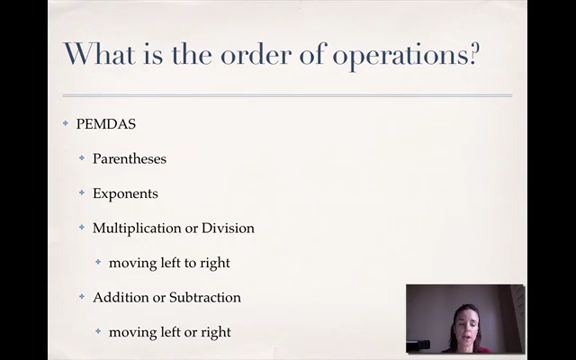 What is the order of operations?
PEMDAS
Parentheses
Exponents
Multiplication or Division
moving left to right
Addition or Subtraction
moving left or right